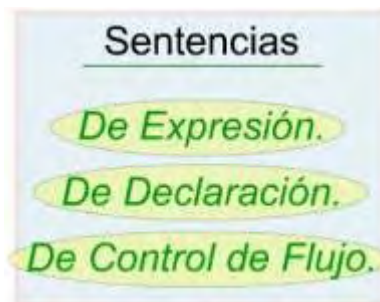 Sentencias
De Expresión.
De Declaración.
De Control de Flujo.